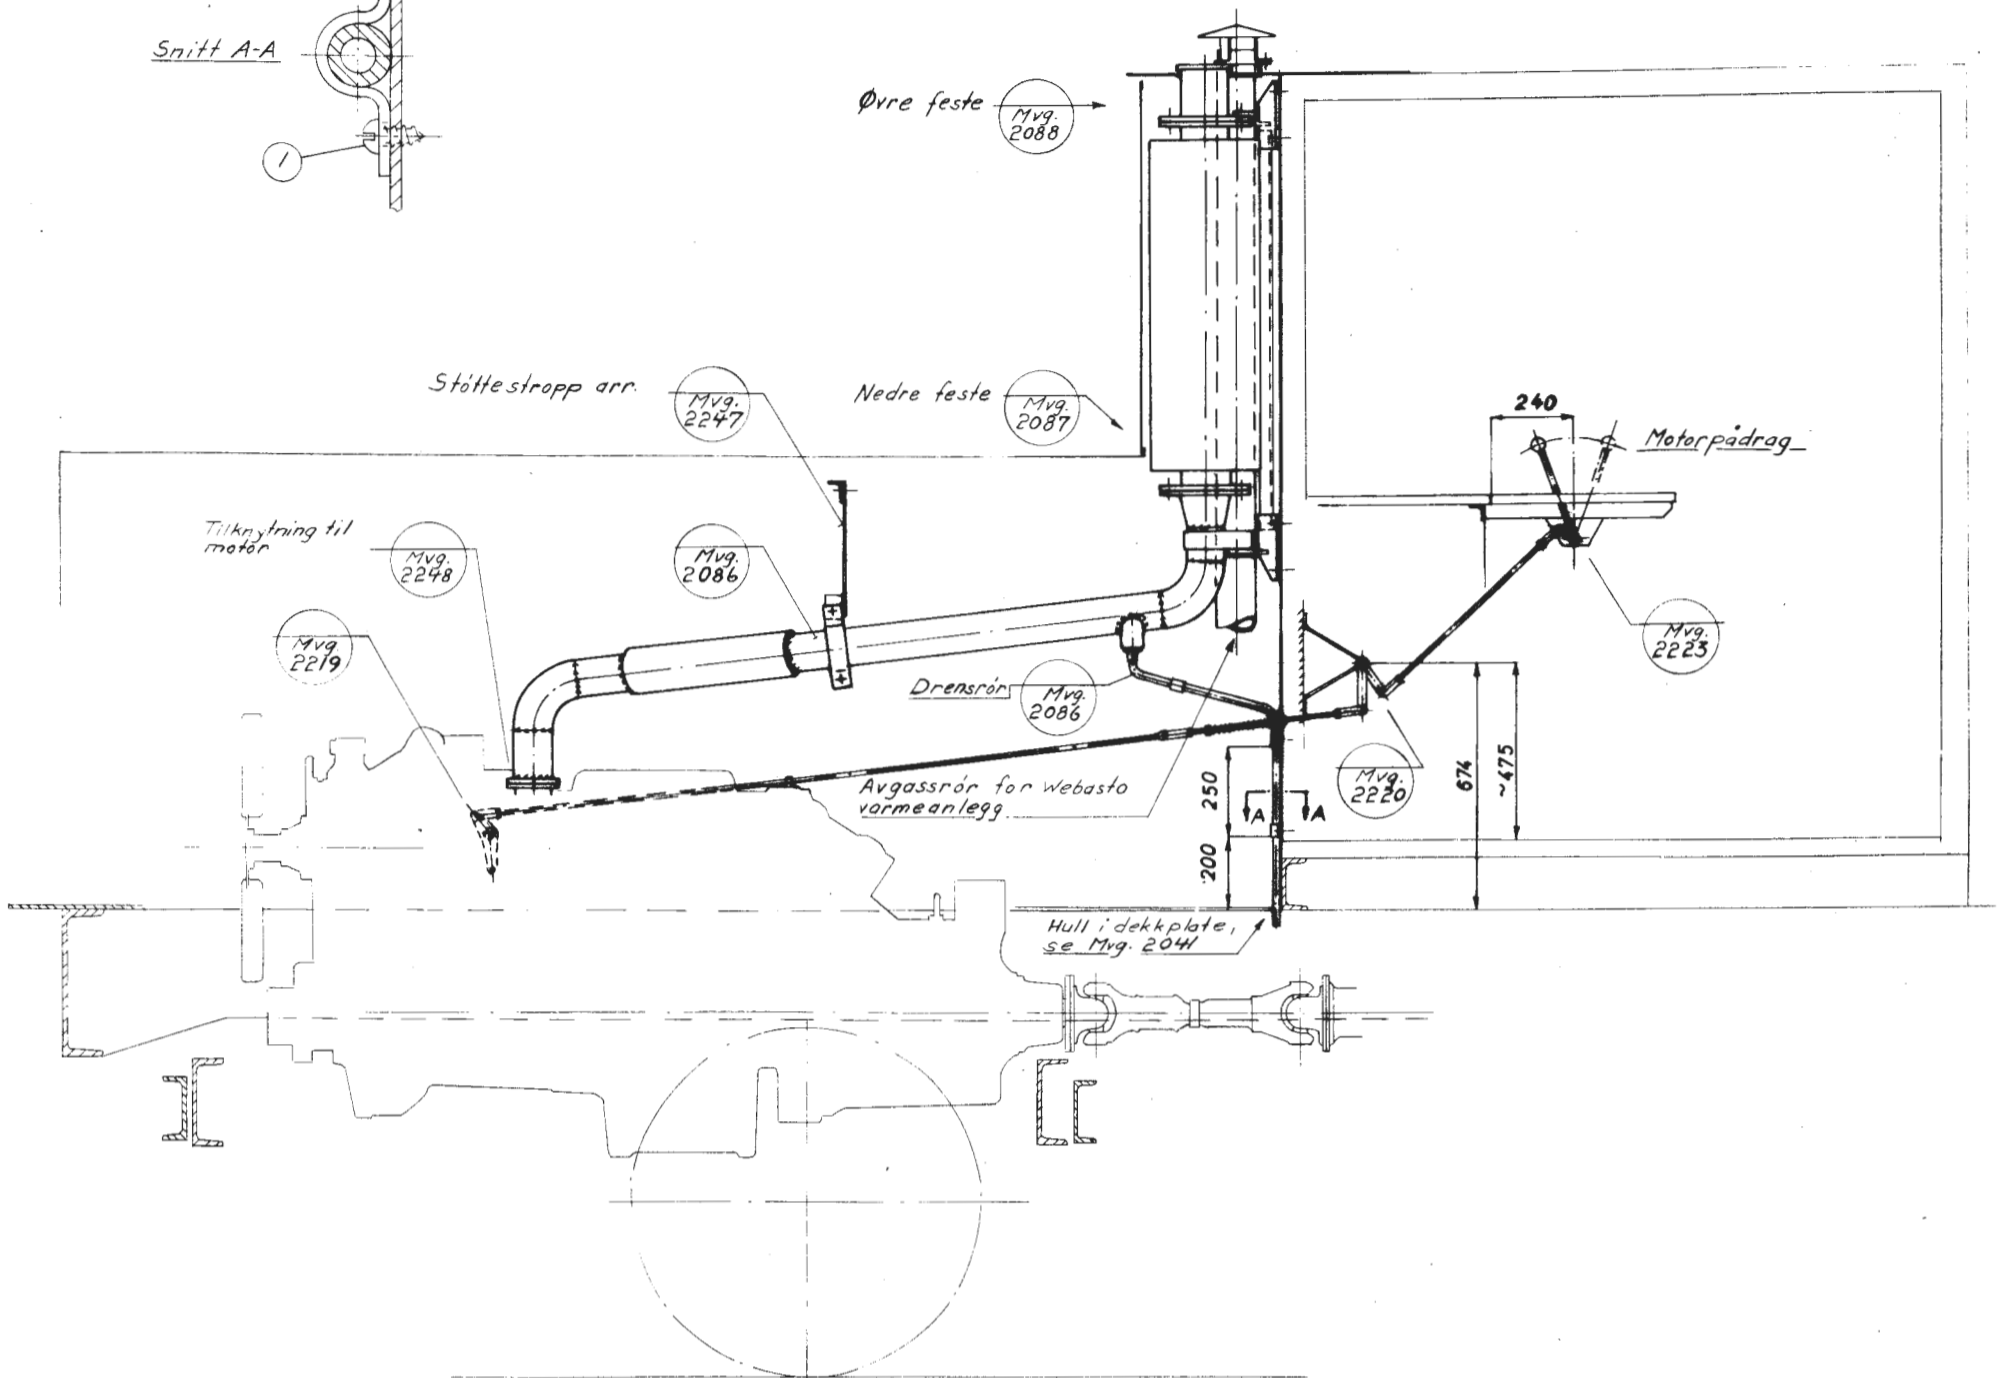 Snitt A-A
1
Øvre feste
Mvg.
2088
Støttestropp arr.
Mvg.
2247
Nedre feste
Mvg.
2087
240
Motorpådrag
Tilknytning til
motor
Mvg.
2248
Mvg.
2086
Mvg.
2219
Mvg.
2223
Drensrör
Mvg.
2086
Avgassrör for Webasto
varmeanlegg
250
A
A
Mvg.
2220
674
~475
200
Hull i dekkplate,
se Mvg. 2041